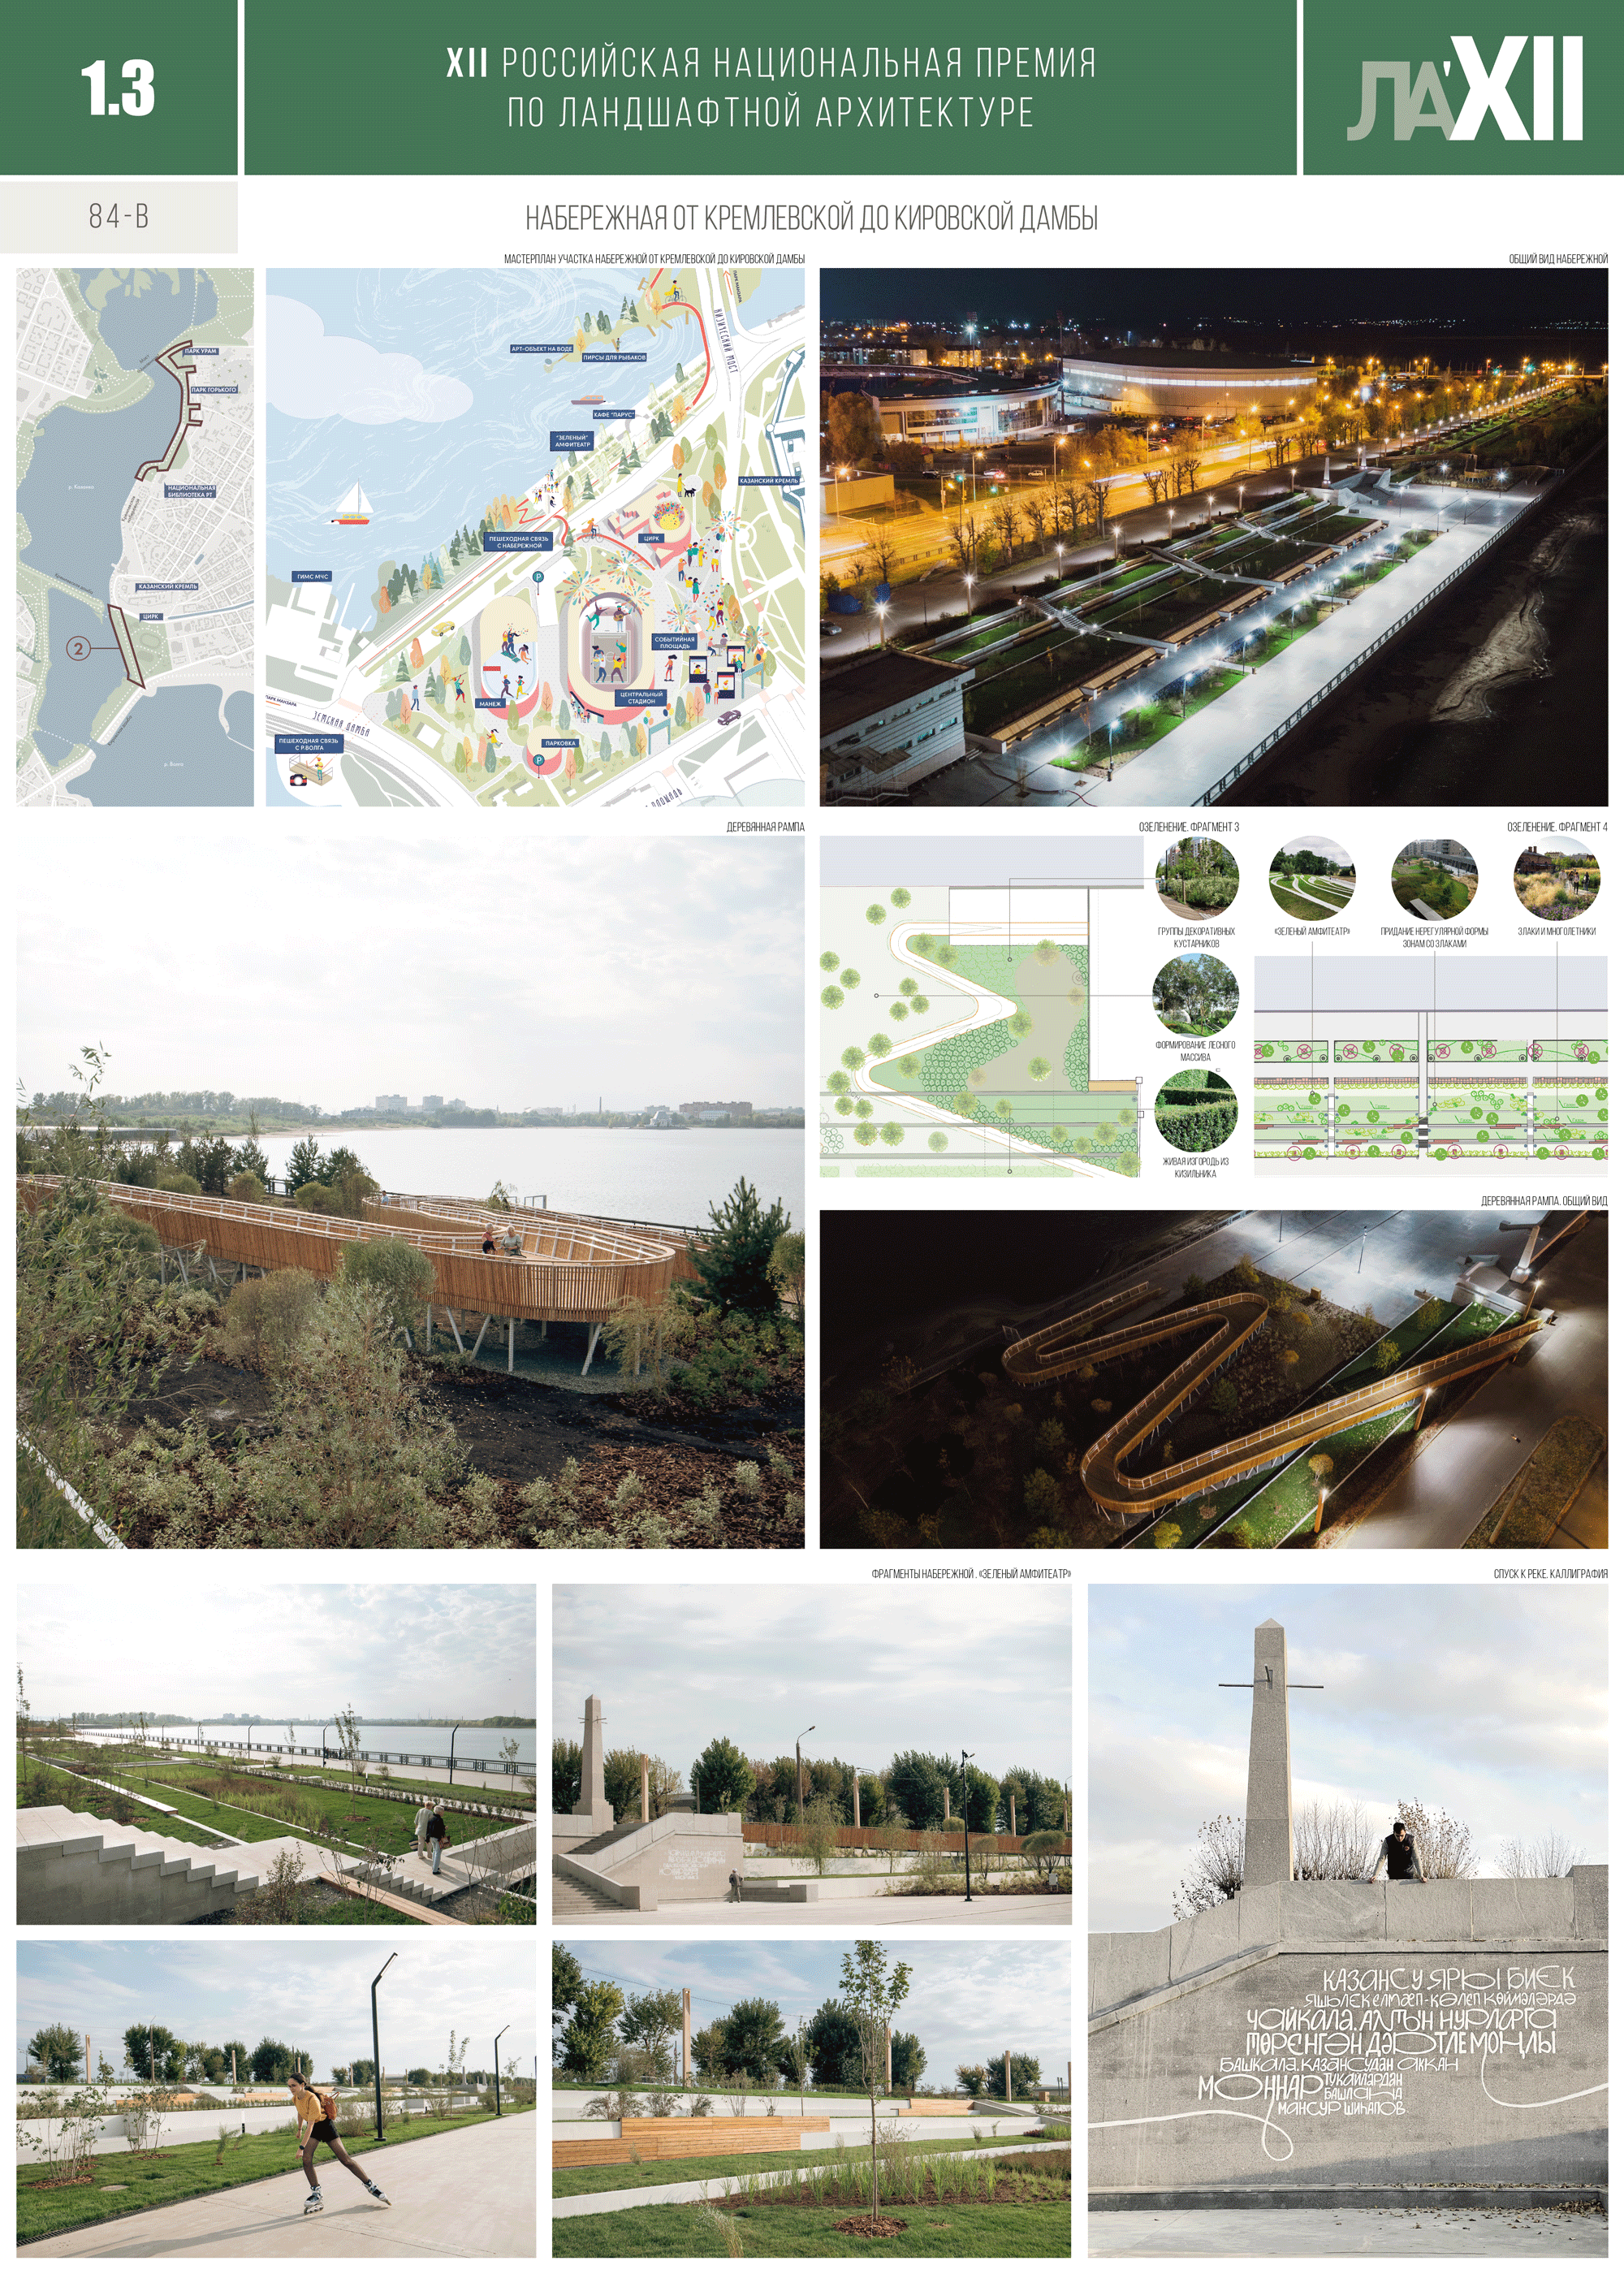 1.3
XII РОССИЙСКАЯ НАЦИОНАЛЬНАЯ ПРЕМИЯ
ПО ЛАНДШАФТНОЙ АРХИТЕКТУРЕ
ЛА'XII
84-В
НАБЕРЕЖНАЯ ОТ КРЕМЛЕВСКОЙ ДО КИРОВСКОЙ ДАМБЫ
МАСТЕРПЛАН УЧАСТКА НАБЕРЕЖНОЙ ОТ КРЕМЛЕВСКОЙ ДО КИРОВСКОЙ ДАМБЫ
ОБЩИЙ ВИД НАБЕРЕЖНОЙ
ПАРК УРАМ
ПАРК ГОРЬКОГО
р. Казанка
НАЦИОНАЛЬНАЯ
БИБЛИОТЕКА РТ
КАЗАНСКИЙ КРЕМЛЬ
ЦИРК
2
р. Волга
АРТ-ОБЪЕКТ НА ВОДЕ
ПИРСЫ ДЛЯ РЫБАКОВ
КАФЕ "ПАРУС"
"ЗЕЛЕНЫЙ"
АМФИТЕАТР
КАЗАНСКИЙ КРЕМЛЬ
ПЕШЕХОДНАЯ СВЯЗЬ
С НАБЕРЕЖНОЙ
ЦИРК
ГИМС МЧС
P
СОБЫТИЙНАЯ
ПЛОЩАДЬ
ЦЕНТРАЛЬНЫЙ
СТАДИОН
МАНЕЖ
ЗЕМСКАЯ ДАМБА
ПЕШЕХОДНАЯ СВЯЗЬ
С Р.ВОЛГА
ПАРКОВКА
P
ДЕРЕВЯННАЯ РАМПА
ОЗЕЛЕНЕНИЕ. ФРАГМЕНТ 3
ОЗЕЛЕНЕНИЕ. ФРАГМЕНТ 4
ГРУППЫ ДЕКОРАТИВНЫХ
КУСТАРНИКОВ
«ЗЕЛЕНЫЙ АМФИТЕАТР»
ПРИДАНИЕ НЕРЕГУЛЯРНОЙ ФОРМЫ
ЗОНАМ СО ЗЛАКАМИ
ЗЛАКИ И МНОГОЛЕТНИКИ
ФОРМИРОВАНИЕ ЛЕСНОГО
МАССИВА
ЖИВАЯ ИЗГОРОДЬ ИЗ
КИЗИЛЬНИКА
ДЕРЕВЯННАЯ РАМПА. ОБЩИЙ ВИД
ФРАГМЕНТЫ НАБЕРЕЖНОЙ . «ЗЕЛЕНЫЙ АМФИТЕАТР»
СПУСК К РЕКЕ. КАЛЛИГРАФИЯ
КАЗАНСУ ЯРЫ БИЕК
ЯШЬЛЕК ЕЛМАЕП-КӨЛЕП КӨЙМӘЛӘРДӘ
ЧАЙКАЛА. АЛТЫН НУРЛАРГА
ТӨРЕНГӘН ДӘРТЛЕ МОҢЛЫ
БАШКАЛА. КАЗАНСУДАН АККАН
МОҢНАР ТУКАЙЛАРДАН
БАШЛАНА
МАНСУР ШИҺАПОВ